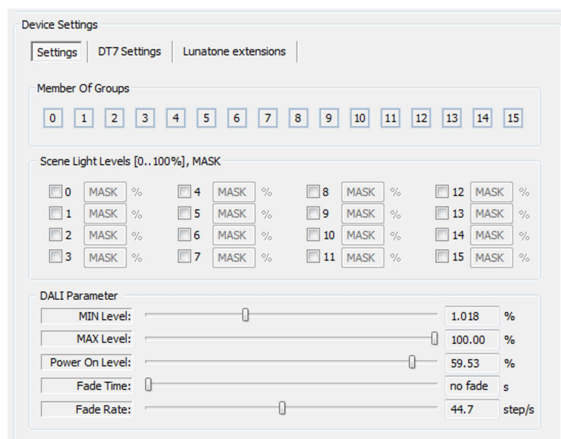 Device Settings
Settings DT7 Settings Lunatone extensions
Member Of Groups
0 1 2 3 4 5 6 7 8 9 10 11 12 13 14 15
Scene Light Levels [0..100%], MASK
0 MASK % 4 MASK % 8 MASK % 12 MASK %
1 MASK % 5 MASK % 9 MASK % 13 MASK %
2 MASK % 6 MASK % 10 MASK % 14 MASK %
3 MASK % 7 MASK % 11 MASK % 15 MASK %
DALI Parameter
MIN Level: 1.018 %
MAX Level: 100.00 %
Power On Level: 59.53 %
Fade Time: no fade s
Fade Rate: 44.7 step/s